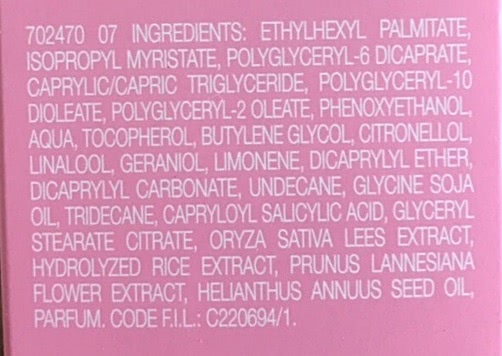 702470 07 INGREDIENTS: ETHYLHEXYL PALMITATE,
ISOPROPYL MYRISTATE, POLYGLYCERYL-6 DICAPRATE,
CAPRYLIC/CAPRIC TRIGLYCERIDE, POLYGLYCERYL-10
DIOLEATE, POLYGLYCERYL-2 OLEATE, PHENOXYETHANOL,
AQUA, TOCOPHEROL, BUTYLENE GLYCOL, CITRONELLOL,
LINALOOL, GERANIOL, LIMONENE, DICAPRYLYL ETHER,
DICAPRYLYL CARBONATE, UNDECANE, GLYCINE SOJA
OIL, TRIDECANE, CAPRYLOYL SALICYLIC ACID, GLYCERYL
STEARATE CITRATE, ORYZA SATIVA LEES EXTRACT,
HYDROLYZED RICE EXTRACT, PRUNUS LANNESIANA
FLOWER EXTRACT, HELIANTHUS ANNUUS SEED OIL,
PARFUM. CODE F.I.L.: C220694/1.